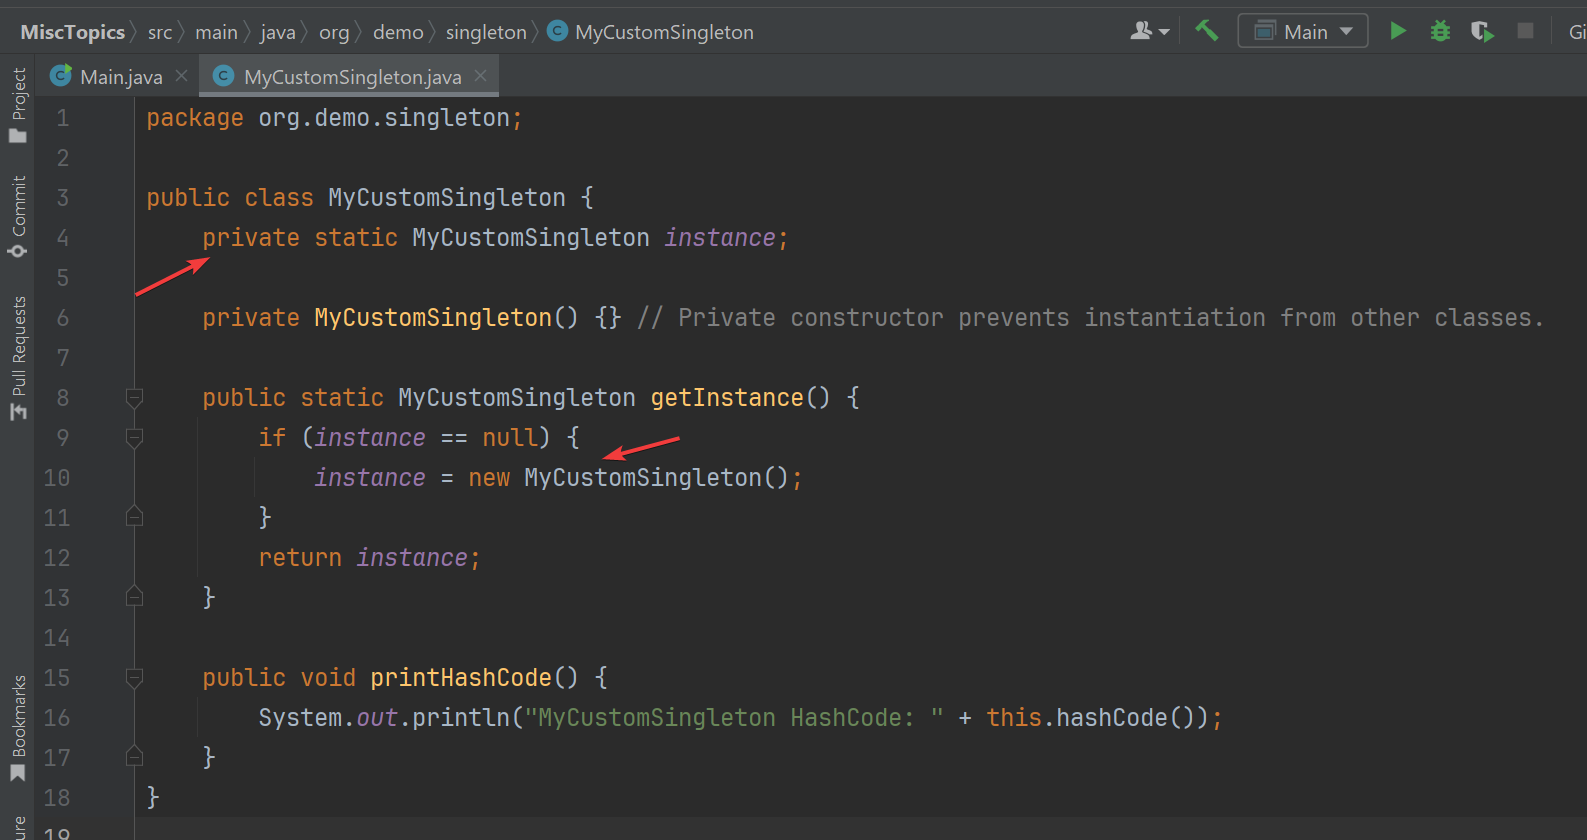 MiscTopics src main java org demo singleton MyCustomSingleton
Main Gi
Main.java MyCustomSingleton.java
Project
Commit
Pull Requests
Bookmarks
ure
1 package org.demo.singleton;
2
3 public class MyCustomSingleton {
4 private static MyCustomSingleton instance;
5
6 private MyCustomSingleton() {} // Private constructor prevents instantiation from other classes.
7
8 public static MyCustomSingleton getInstance() {
9 if (instance == null) {
10 instance = new MyCustomSingleton();
11 }
12 return instance;
13 }
14
15 public void printHashCode() {
16 System.out.println("MyCustomSingleton HashCode: " + this.hashCode());
17 }
18 }
19